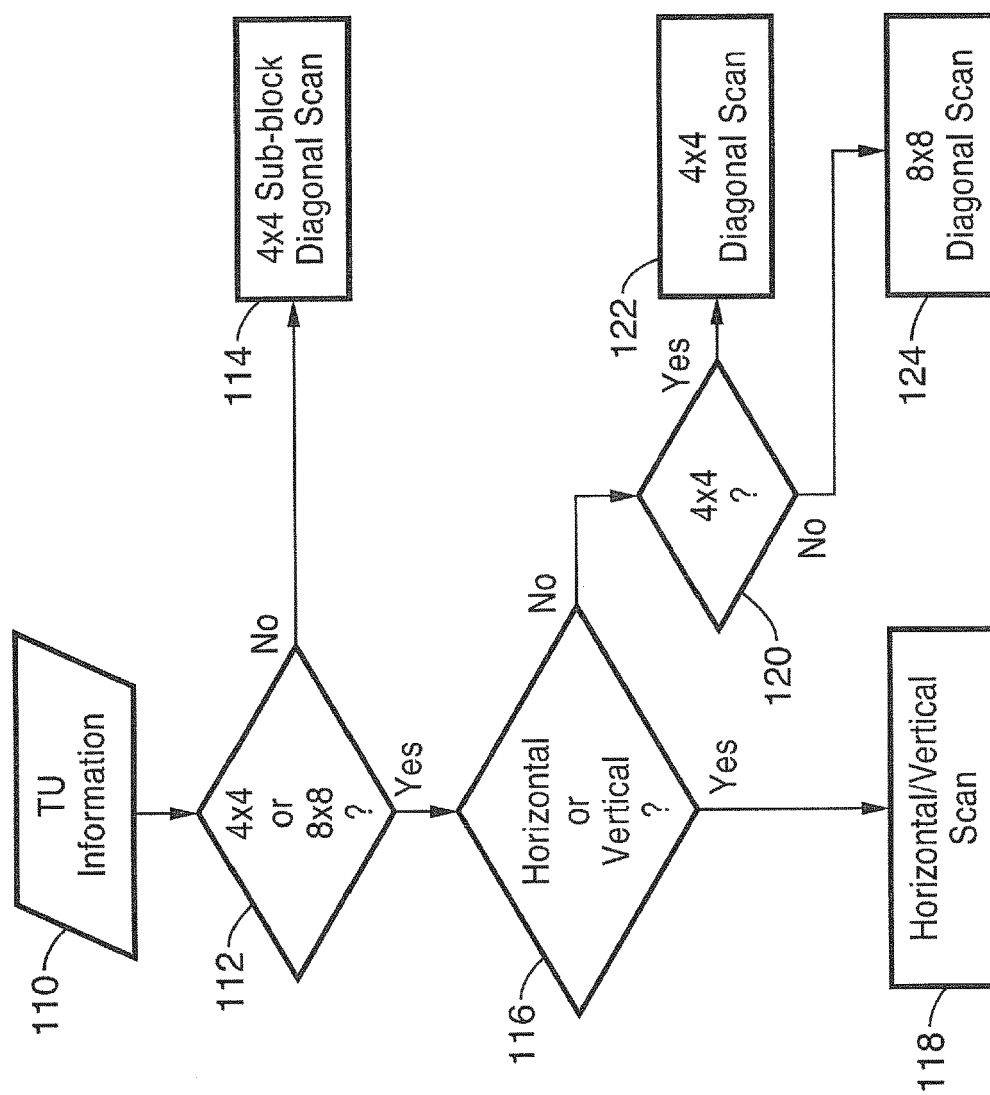 TU
Information
110
4x4
or
8x8
?
112
No
Yes
4x4 Sub-block
Diagonal Scan
114
Horizontal
or
Vertical
?
116
No
Yes
4x4
?
120
Yes
No
4x4
Diagonal Scan
122
Horizontal/Vertical
Scan
118
8x8
Diagonal Scan
124